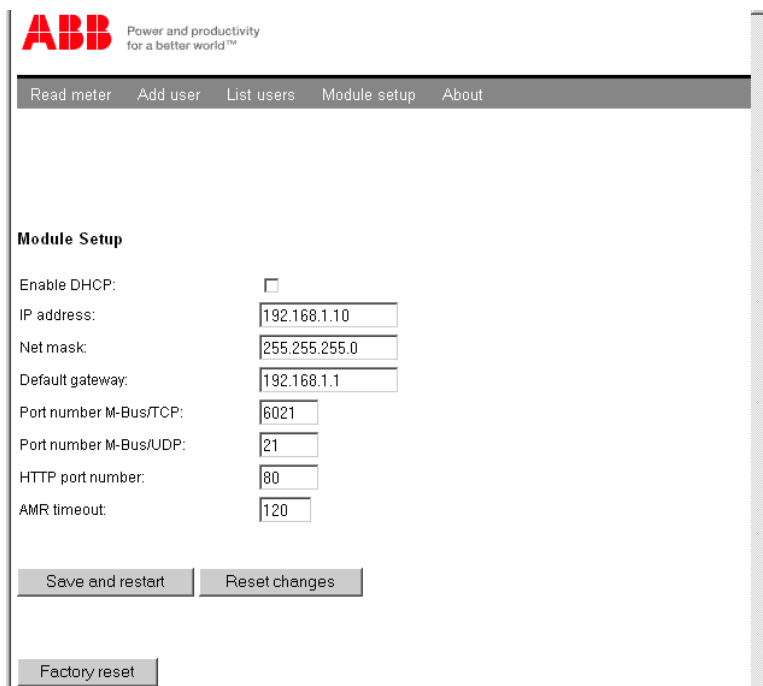 ABB
Power and productivity
for a better world™
Read meter Add user List users Module setup About
Module Setup
Enable DHCP:
IP address: 192.168.1.10
Net mask: 255.255.255.0
Default gateway: 192.168.1.1
Port number M-Bus/TCP: 6021
Port number M-Bus/UDP: 21
HTTP port number: 80
AMR timeout: 120
Save and restart Reset changes
Factory reset